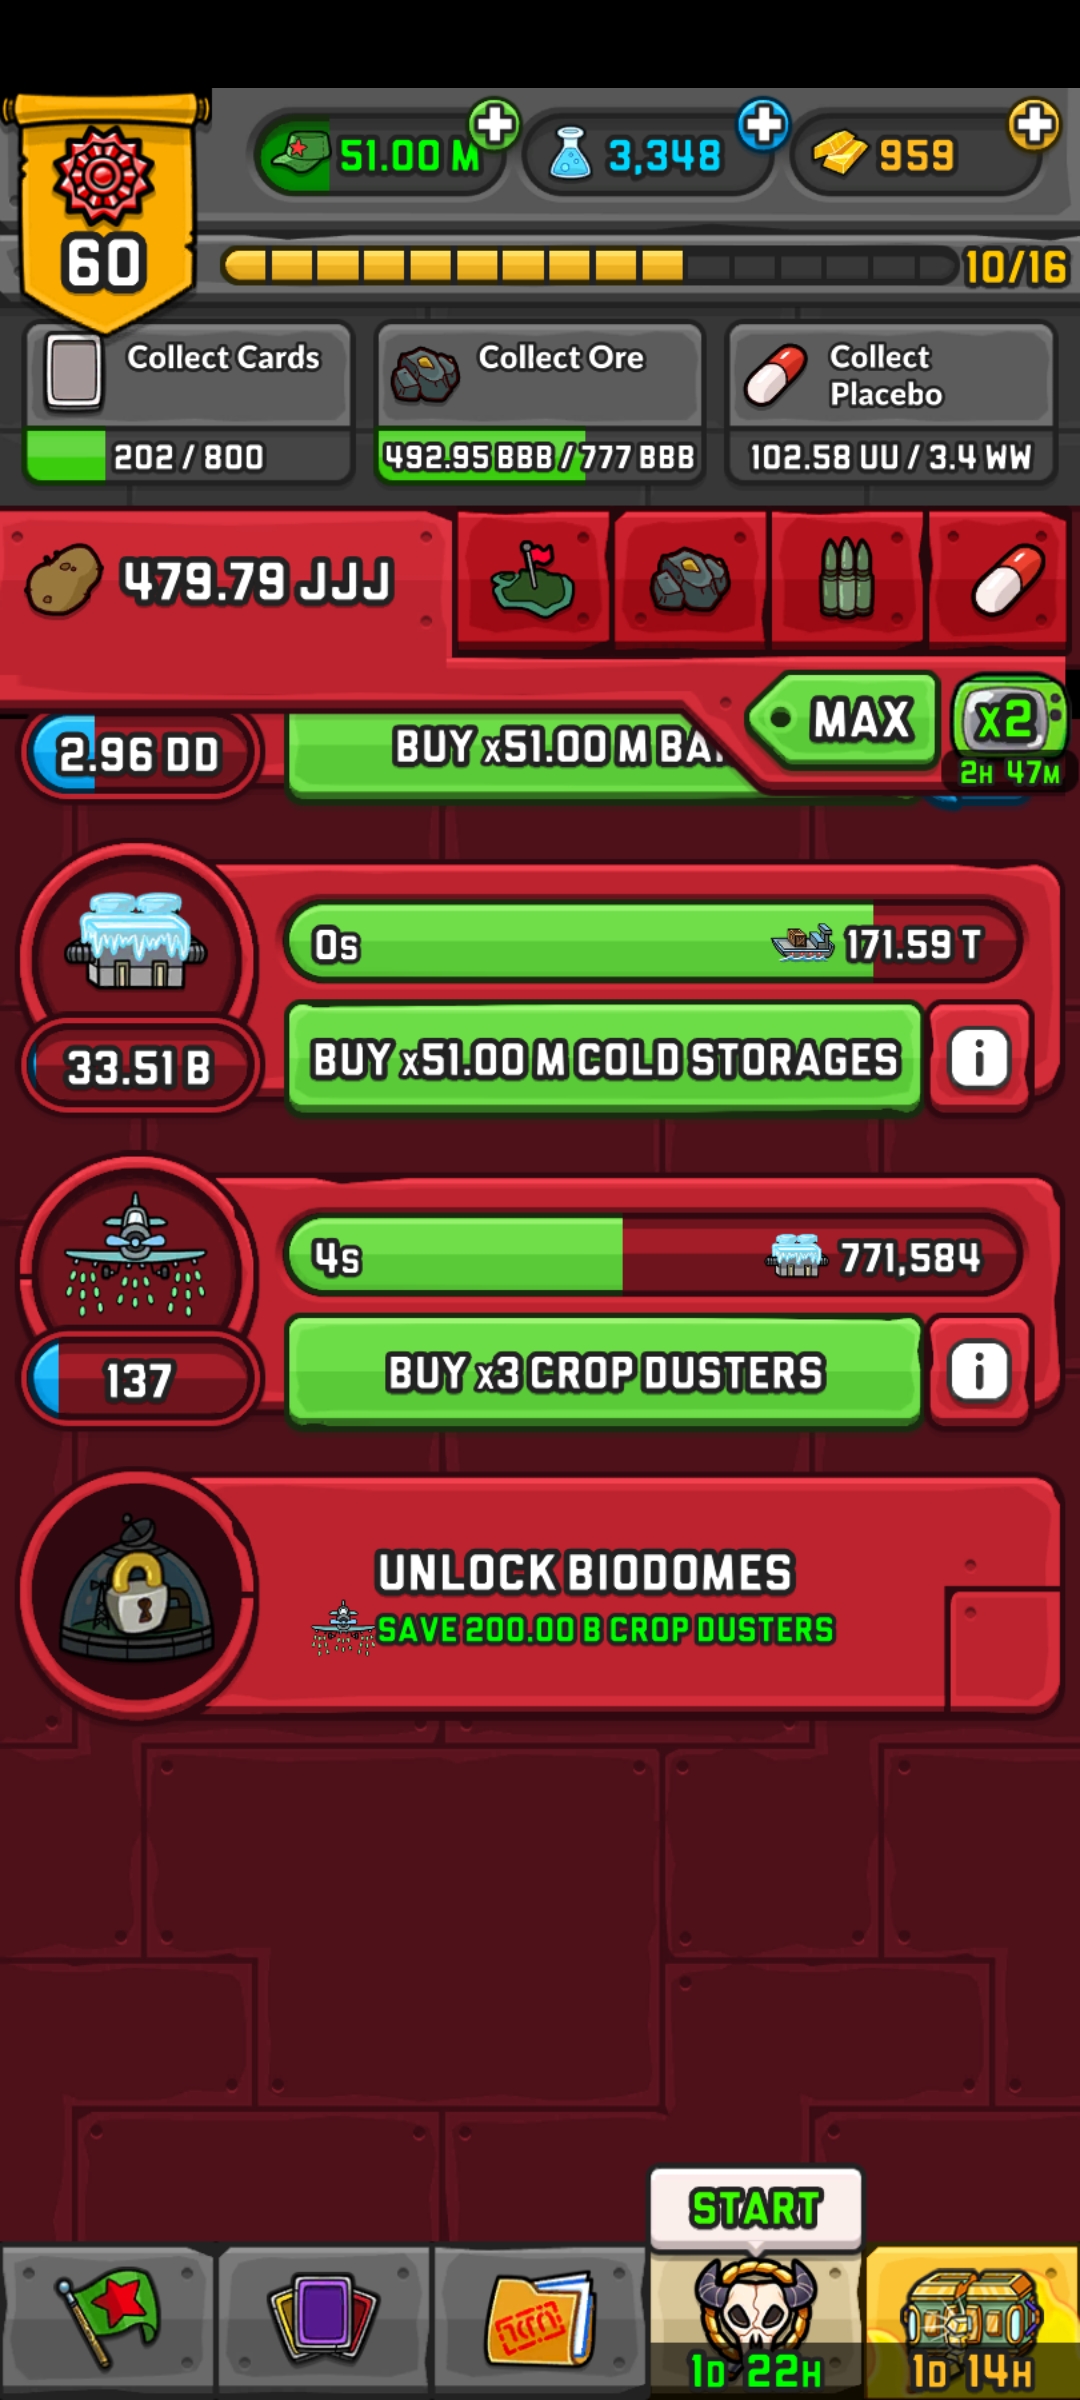 60
51.00 M
3,348
959
10/16
Collect Cards
202 / 800
Collect Ore
492.95 BBB / 777 BBB
Collect
Placebo
102.58 UU / 3.4 WW
479.79 JJJ
MAX
x2
2H 47M
2.96 DD
BUY x51.00 M BA
0s
171.59 T
33.51 B
BUY x51.00 M COLD STORAGES
i
4s
771,584
137
BUY x3 CROP DUSTERS
i
UNLOCK BIODOMES
SAVE 200.00 B CROP DUSTERS
START
1D 22H
1D 14H